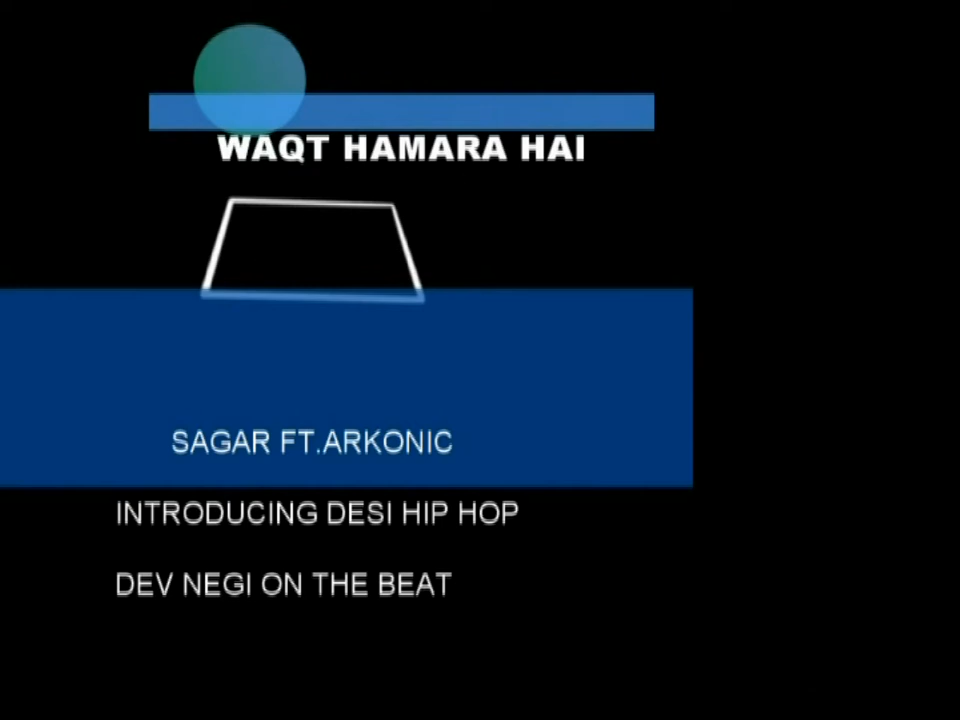 WAQT HAMARA HAI
SAGAR FT.ARKONIC
INTRODUCING DESI HIP HOP
DEV NEGI ON THE BEAT